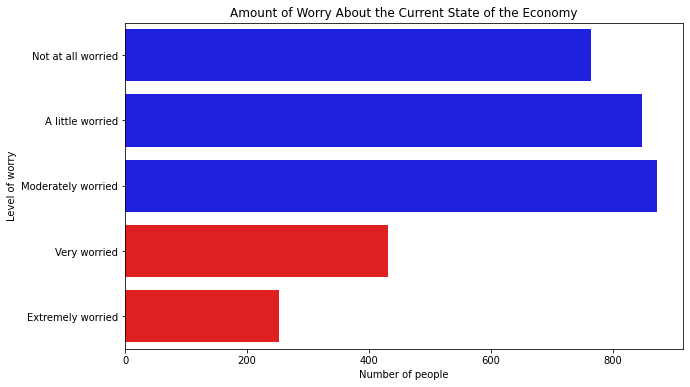 Amount of Worry About the Current State of the Economy
Level of worry
Not at all worried
A little worried
Moderately worried
Very worried
Extremely worried
0 200 400 600 800
Number of people